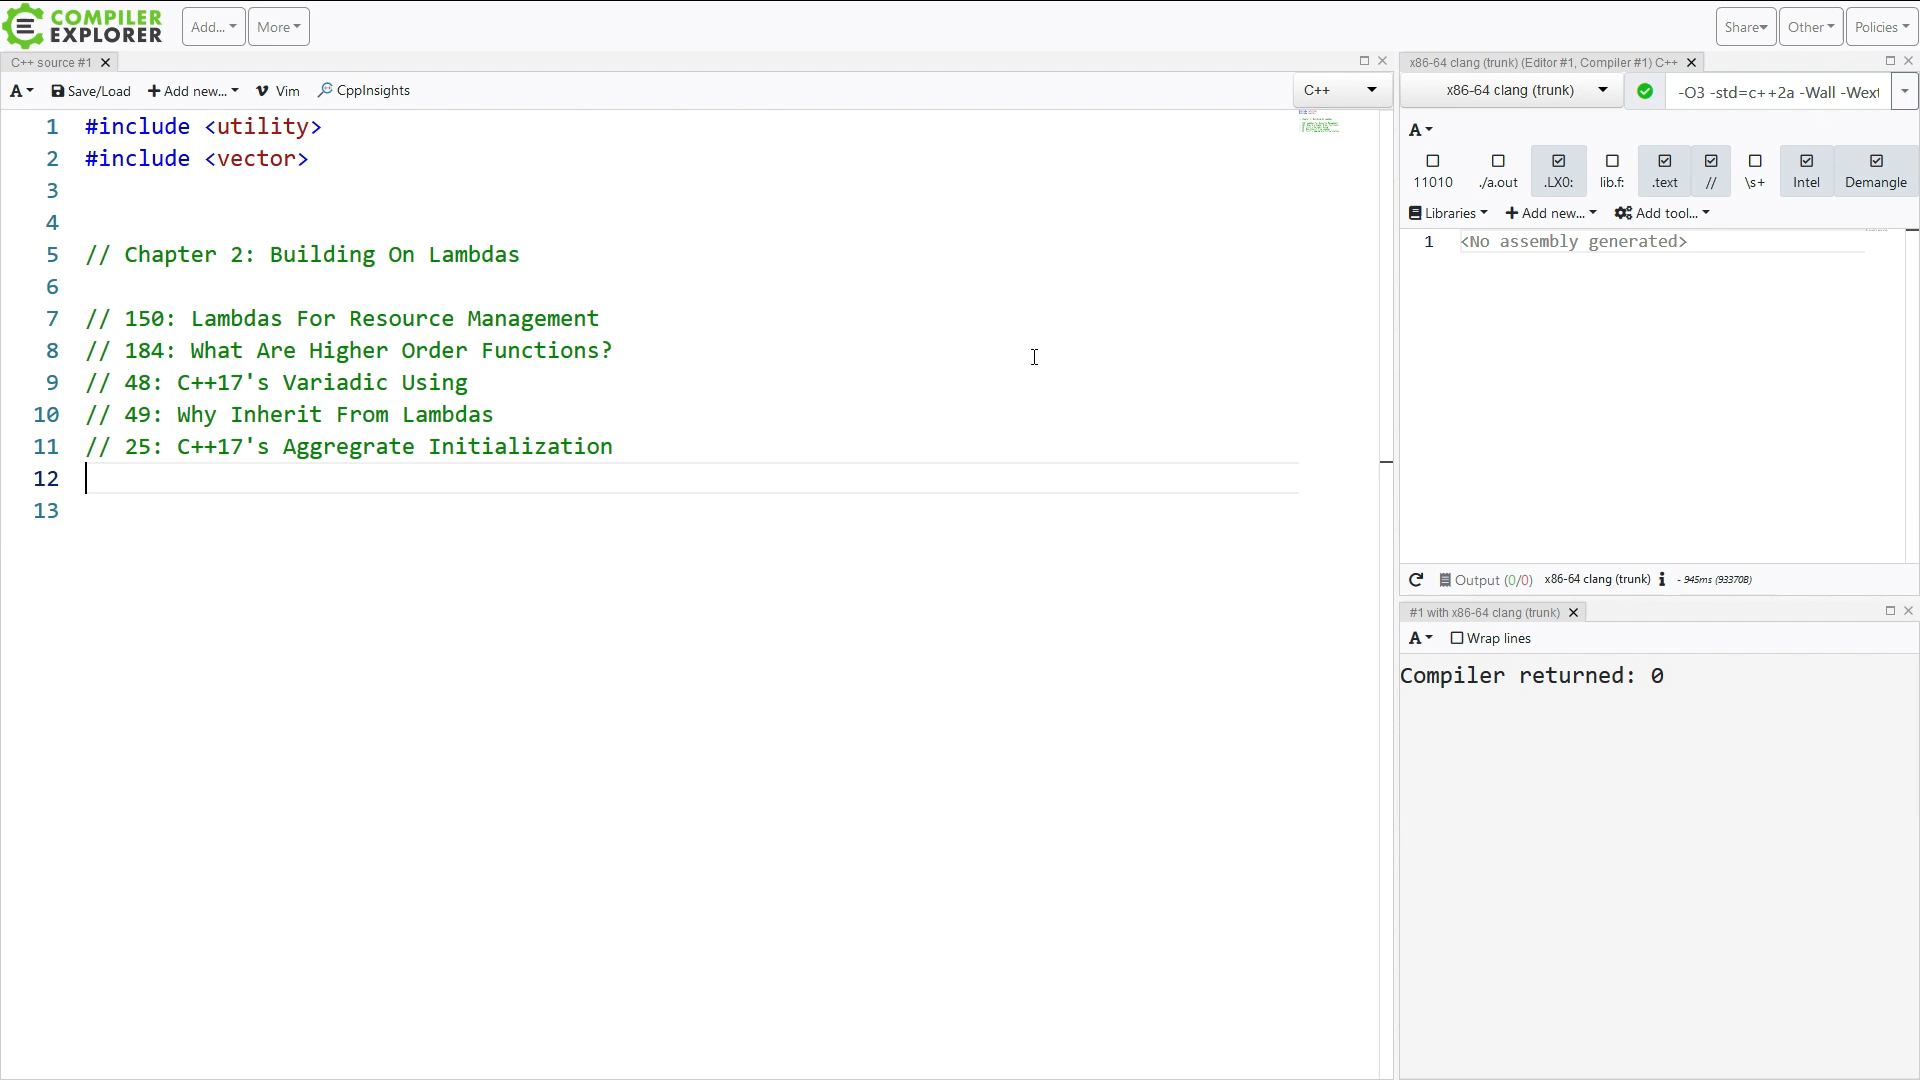 COMPILER
EXPLORER
Add...
More
Share
Other
Policies
C++ source #1
A
Save/Load
Add new...
Vim
CppInsights
C++
1 #include <utility>
2 #include <vector>
3
4
5 // Chapter 2: Building On Lambdas
6
7 // 150: Lambdas For Resource Management
8 // 184: What Are Higher Order Functions?
9 // 48: C++17's Variadic Using
10 // 49: Why Inherit From Lambdas
11 // 25: C++17's Aggregrate Initialization
12
13
x86-64 clang (trunk) (Editor #1, Compiler #1) C++
x86-64 clang (trunk)
-O3 -std=c++2a -Wall -Wext
A
11010
./a.out
.LX0:
lib.f:
.text
//
\s+
Intel
Demangle
Libraries
Add new...
Add tool...
1 <No assembly generated>
Output (0/0) x86-64 clang (trunk) i - 945ms (93370B)
#1 with x86-64 clang (trunk)
A
Wrap lines
Compiler returned: 0